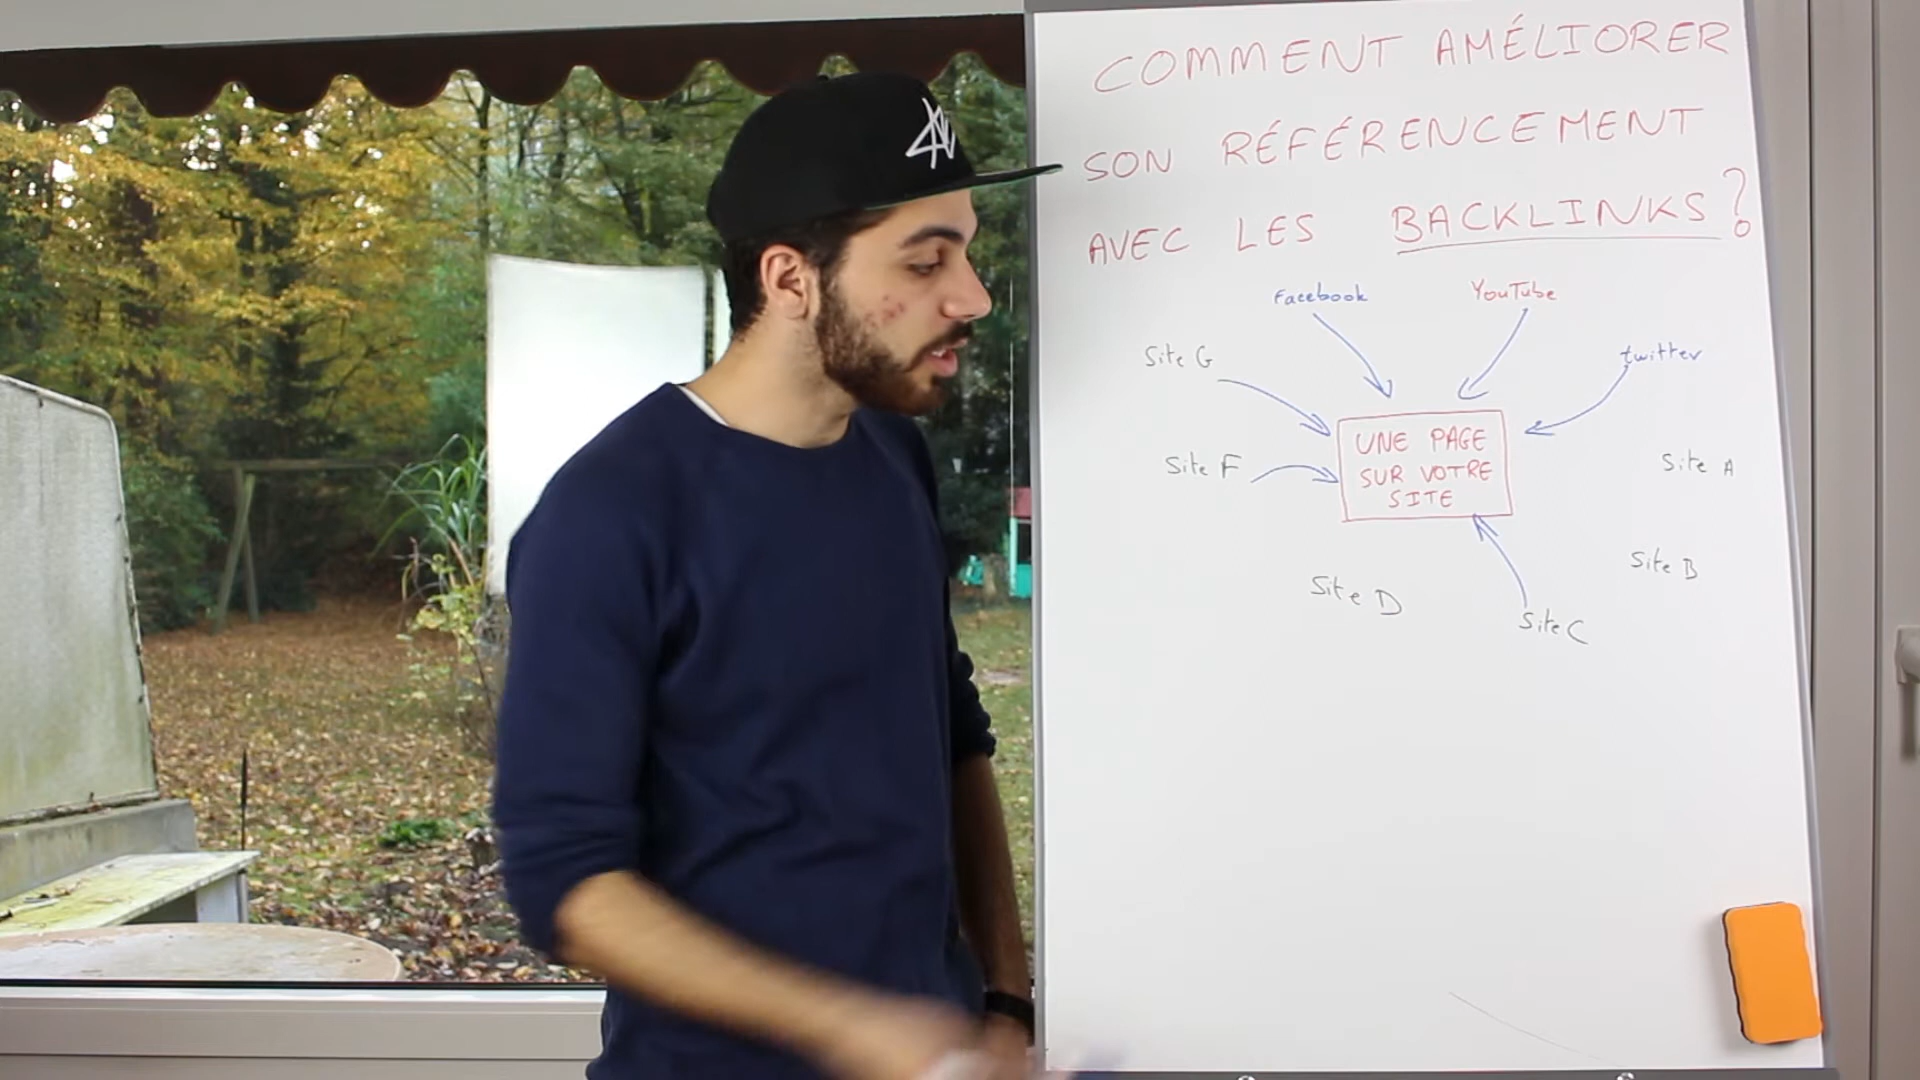 COMMENT AMÉLIORER
SON RÉFÉRENCEMENT
AVEC LES BACKLINKS?
Facebook YouTube
Site G twitter
UNE PAGE
SUR VOTRE
SITE
Site F Site A
Site B
Site D
Site C